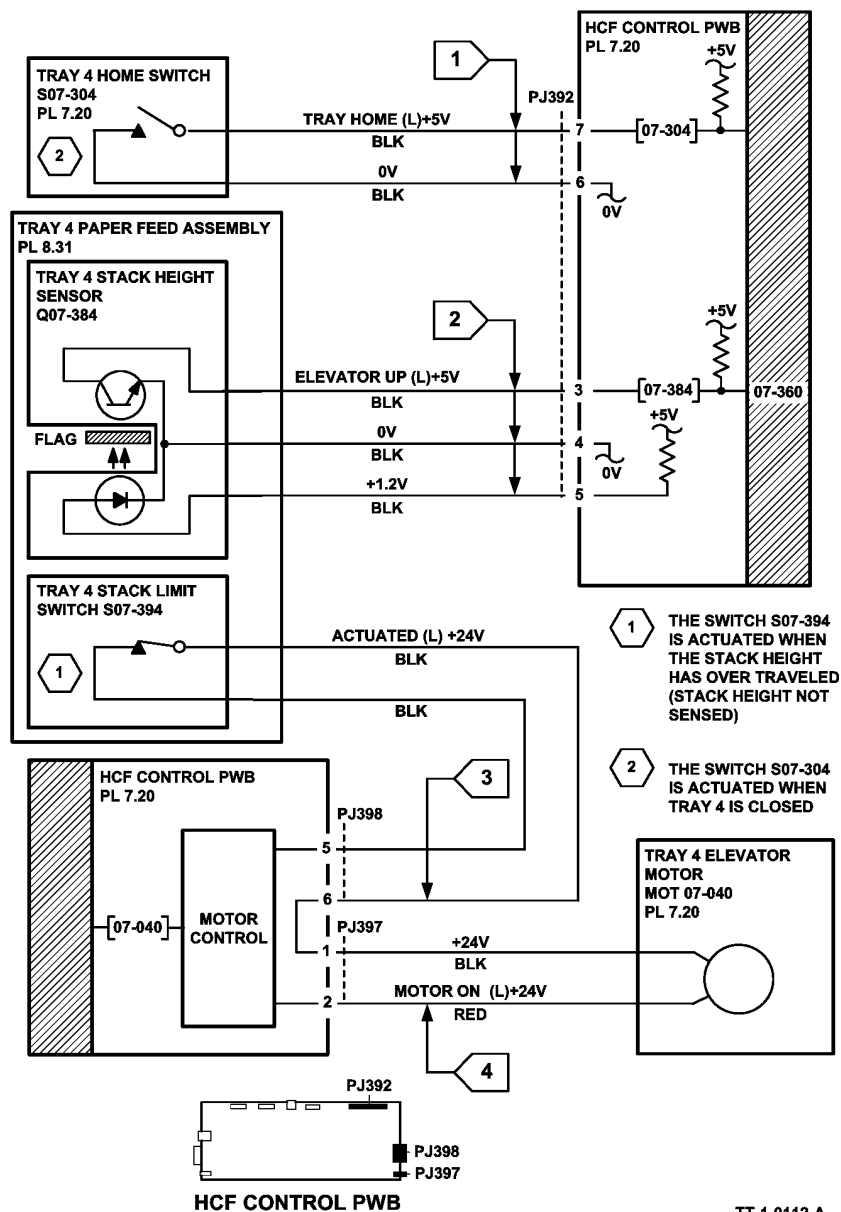 HCF CONTROL PWB
PL 7.20
+5V
1
TRAY 4 HOME SWITCH
S07-304
PL 7.20
2
PJ392
TRAY HOME (L)+5V
BLK
7
[07-304]
0V
BLK
6
0V
TRAY 4 PAPER FEED ASSEMBLY
PL 8.31
TRAY 4 STACK HEIGHT
SENSOR
Q07-384
2
+5V
ELEVATOR UP (L)+5V
BLK
3
[07-384]
07-360
+5V
FLAG
0V
BLK
4
0V
+1.2V
BLK
5
TRAY 4 STACK LIMIT
SWITCH S07-394
1
ACTUATED (L) +24V
BLK
BLK
1
THE SWITCH S07-394
IS ACTUATED WHEN
THE STACK HEIGHT
HAS OVER TRAVELED
(STACK HEIGHT NOT
SENSED)
2
THE SWITCH S07-304
IS ACTUATED WHEN
TRAY 4 IS CLOSED
HCF CONTROL PWB
PL 7.20
3
PJ398
5
6
[07-040]
MOTOR
CONTROL
PJ397
1
+24V
BLK
2
MOTOR ON (L)+24V
RED
4
TRAY 4 ELEVATOR
MOTOR
MOT 07-040
PL 7.20
PJ392
PJ398
PJ397
HCF CONTROL PWB